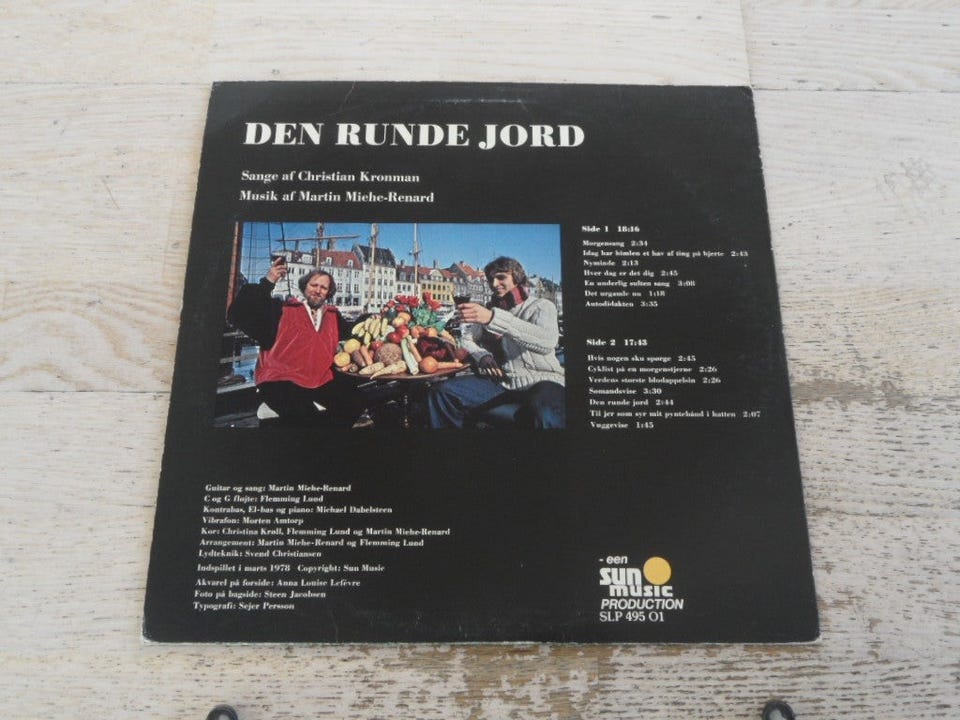 DEN RUNDE JORD
Sange af Christian Kronman
Musik af Martin Miehe-Renard
Side 1 18:16
Morgensang 2:34
Idag har himlen et hav af ting på hjerte 2:43
Nyminde 2:13
Hver dag er det dig 2:45
En underlig sulten sang 3:08
Det urgamle nu 1:18
Autodidakten 3:35
Side 2 17:43
Hvis nogen sku spørge 2:45
Cyklist på en morgenstjerne 2:26
Verdens største blodappelsin 2:26
Sømandsvise 3:30
Den runde jord 2:44
Til jer som syr mit pyntebånd i hatten 2:07
Vuggevise 1:45
Guitar og sang: Martin Miehe-Renard
C og G fløjte: Flemming Lund
Kontrabas, El-bas og piano: Michael Dabelsteen
Vibrafon: Morten Amtorp
Kor: Christina Krøll, Flemming Lund og Martin Miehe-Renard
Arrangement: Martin Miehe-Renard og Flemming Lund
Lydteknik: Svend Christiansen
Indspillet i marts 1978 Copyright: Sun Music
Akvarel på forside: Anna Louise Lefèvre
Foto på bagside: Steen Jacobsen
Typografi: Sejer Persson
- een
sun
music
PRODUCTION
SLP 495 01